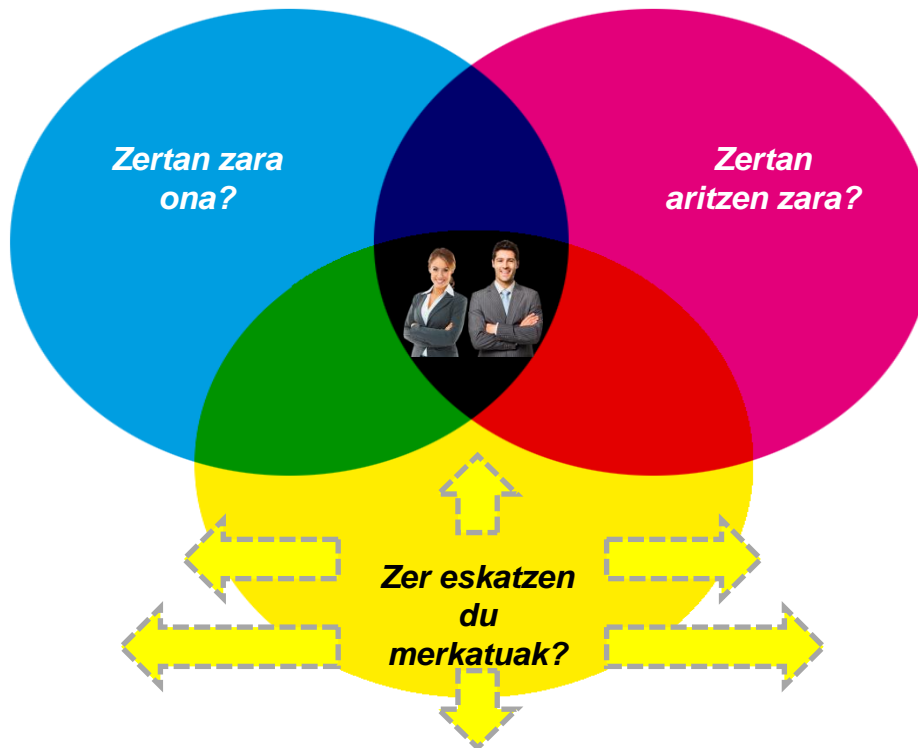 Zertan zara
ona?
Zertan
aritzen zara?
Zer eskatzen
du
merkatuak?